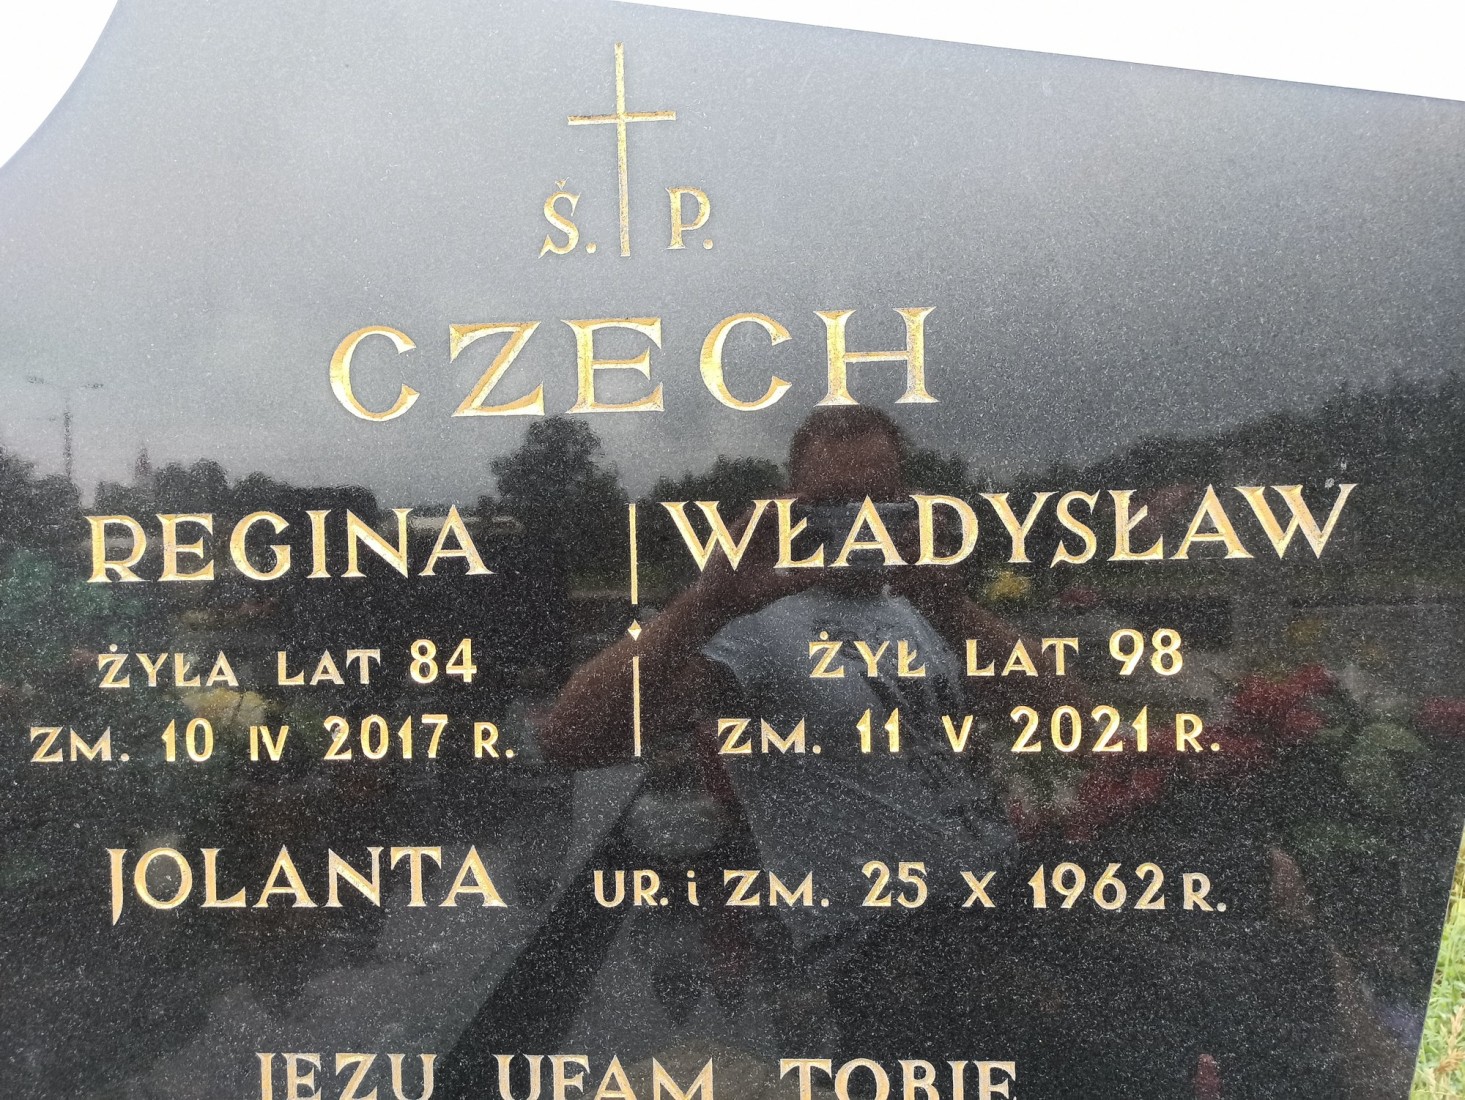 Š. P.
CZECH
REGINA
ŻYŁA LAT 84
ZM. 10 IV 2017 R.
WŁADYSŁAW
ŻYŁ LAT 98
ZM. 11 V 2021 R.
JOLANTA UR. i ZM. 25 X 1962 R.
JEZU UFAM TOBIE